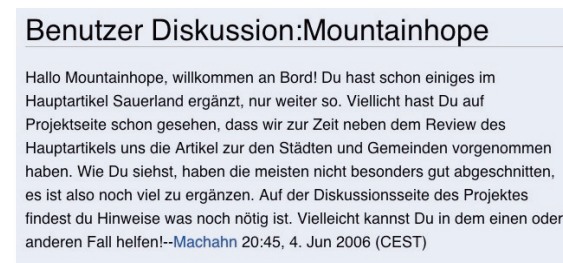 Benutzer Diskussion:Mountainhope
Hallo Mountainhope, willkommen an Bord! Du hast schon einiges im
Hauptartikel Sauerland ergänzt, nur weiter so. Viellicht hast Du auf
Projektseite schon gesehen, dass wir zur Zeit neben dem Review des
Hauptartikels uns die Artikel zur den Städten und Gemeinden vorgenommen
haben. Wie Du siehst, haben die meisten nicht besonders gut abgeschnitten,
es ist also noch viel zu ergänzen. Auf der Diskussionsseite des Projektes
findest du Hinweise was noch nötig ist. Vielleicht kannst Du in dem einen oder
anderen Fall helfen!--Machahn 20:45, 4. Jun 2006 (CEST)